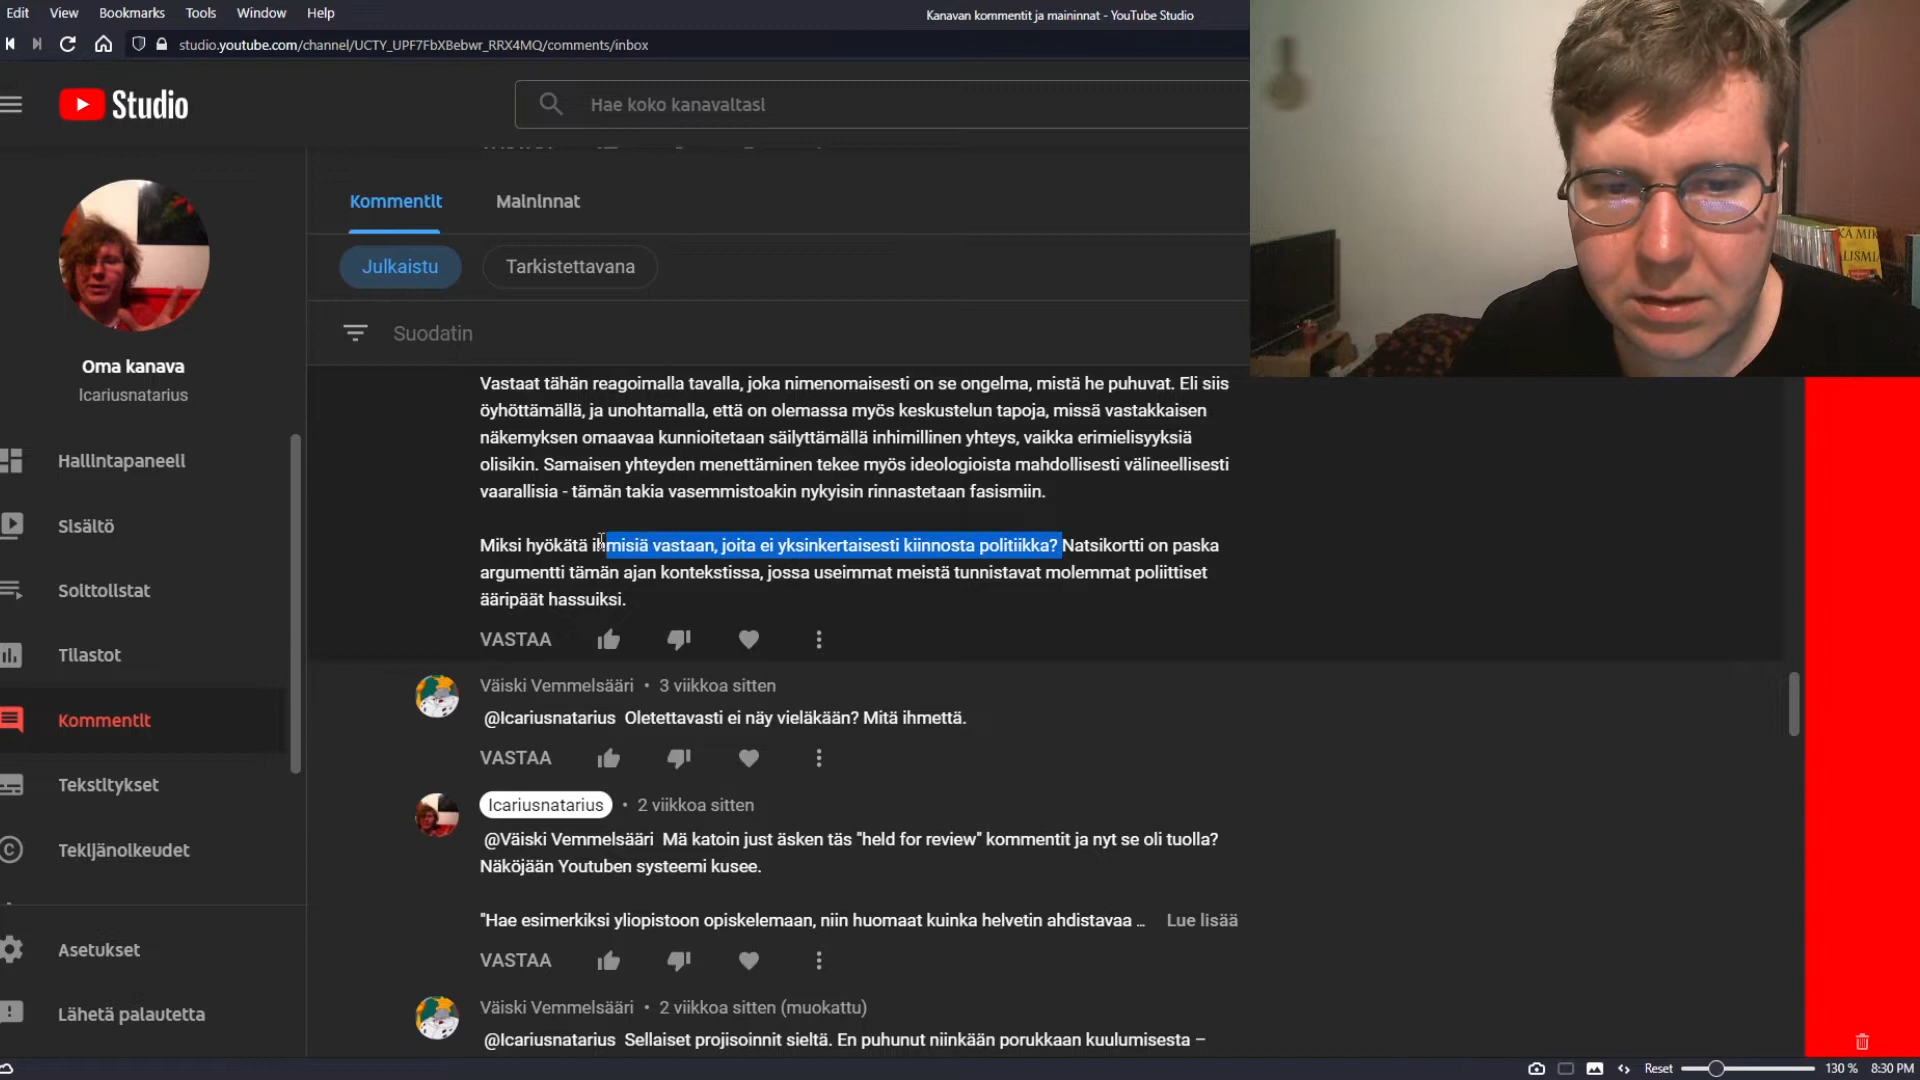 Edit View Bookmarks Tools Window Help
Kanavan kommentit ja maininnat - YouTube Studio
studio.youtube.com/channel/UCTY_UPF7FbXBebwr_RRX4MQ/comments/inbox
Studio
Hae koko kanavaltasi
Kommentit Maininnat
Julkaistu Tarkistettavana
Suodatin
Oma kanava
Icariusnatarius
Hallintapaneeli
Sisältö
Soittolistat
Tilastot
Kommentit
Tekstitykset
Tekijänoikeudet
Asetukset
Lähetä palautetta
Vastaat tähän reagoimalla tavalla, joka nimenomaisesti on se ongelma, mistä he puhuvat. Eli siis
öyhöttämällä, ja unohtamalla, että on olemassa myös keskustelun tapoja, missä vastakkaisen
näkemyksen omaavaa kunnioitetaan säilyttämällä inhimillinen yhteys, vaikka erimielisyyksiä
olisikin. Samaisen yhteyden menettäminen tekee myös ideologioista mahdollisesti välineellisesti
vaarallisia - tämän takia vasemmistoakin nykyisin rinnastetaan fasismiin.
Miksi hyökätä ihmisiä vastaan, joita ei yksinkertaisesti kiinnosta politiikka? Natsikortti on paska
argumentti tämän ajan kontekstissa, jossa useimmat meistä tunnistavat molemmat poliittiset
ääripäät hassuiksi.
VASTAA
Väiski Vemmelsääri • 3 viikkoa sitten
@Icariusnatarius Oletettavasti ei näy vieläkään? Mitä ihmettä.
VASTAA
Icariusnatarius • 2 viikkoa sitten
@Väiski Vemmelsääri Mä katoin just äsken täs "held for review" kommentit ja nyt se oli tuolla?
Näköjään Youtuben systeemi kusee.
"Hae esimerkiksi yliopistoon opiskelemaan, niin huomaat kuinka helvetin ahdistavaa ... Lue lisää
VASTAA
Väiski Vemmelsääri • 2 viikkoa sitten (muokattu)
@Icariusnatarius Sellaiset projisoinnit sieltä. En puhunut niinkään porukkaan kuulumisesta –
Reset 130 % 8:30 PM